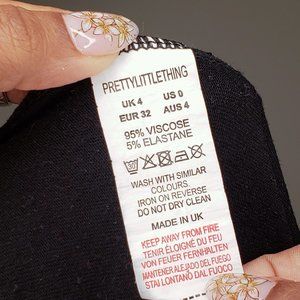 PRETTYLITTLETHING
UK 4 US 0
EUR 32 AUS 4
95% VISCOSE
5% ELASTANE
30
WASH WITH SIMILAR
COLOURS.
IRON ON REVERSE
DO NOT DRY CLEAN
MADE IN UK
KEEP AWAY FROM FIRE
TENIR ÉLOIGNÉ DU FEU
VON FEUER FERNHALTEN
MANTENER ALEJADO DEL FUEGO
STAI LONTANO DAL FUOCO